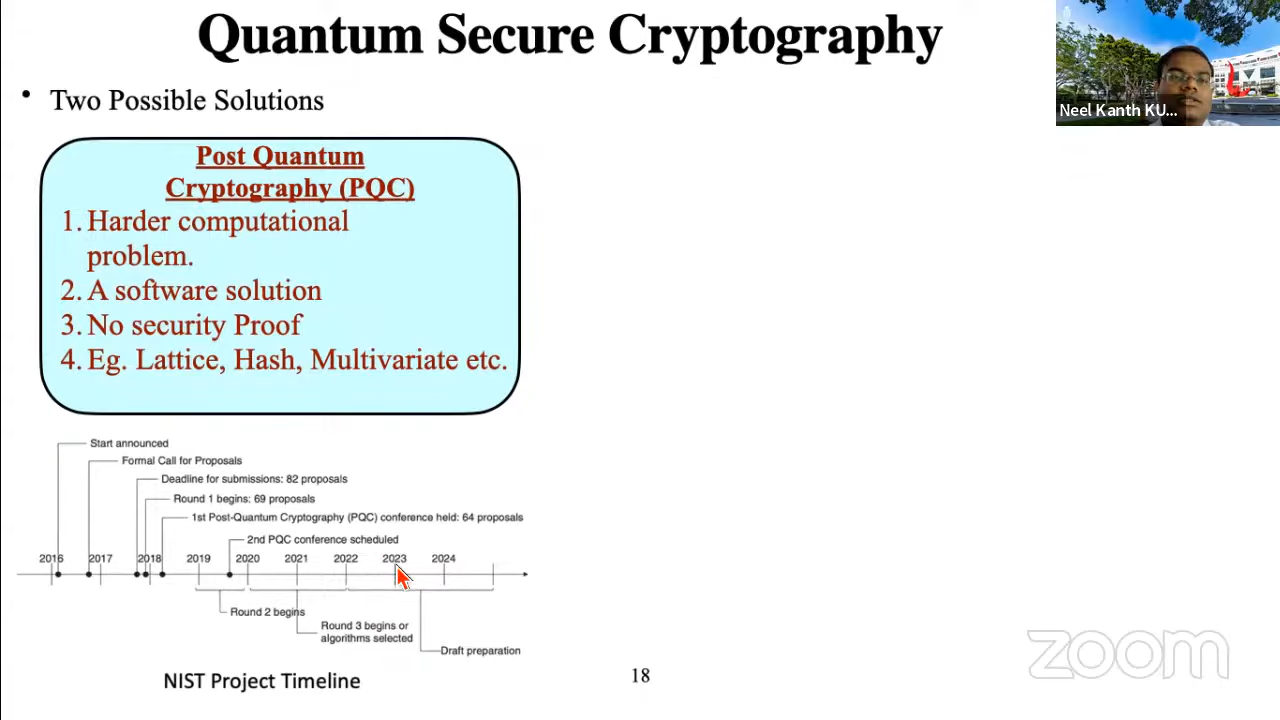 Quantum Secure Cryptography
• Two Possible Solutions
Post Quantum
Cryptography (PQC)
1. Harder computational
problem.
2. A software solution
3. No security Proof
4. Eg. Lattice, Hash, Multivariate etc.
Start announced
Formal Call for Proposals
Deadline for submissions: 82 proposals
Round 1 begins: 69 proposals
1st Post-Quantum Cryptography (PQC) conference held: 64 proposals
2nd PQC conference scheduled
2016 2017 2018 2019 2020 2021 2022 2023 2024
Round 2 begins
Round 3 begins or
algorithms selected
Draft preparation
NIST Project Timeline
18
Neel Kanth KU...
zoom